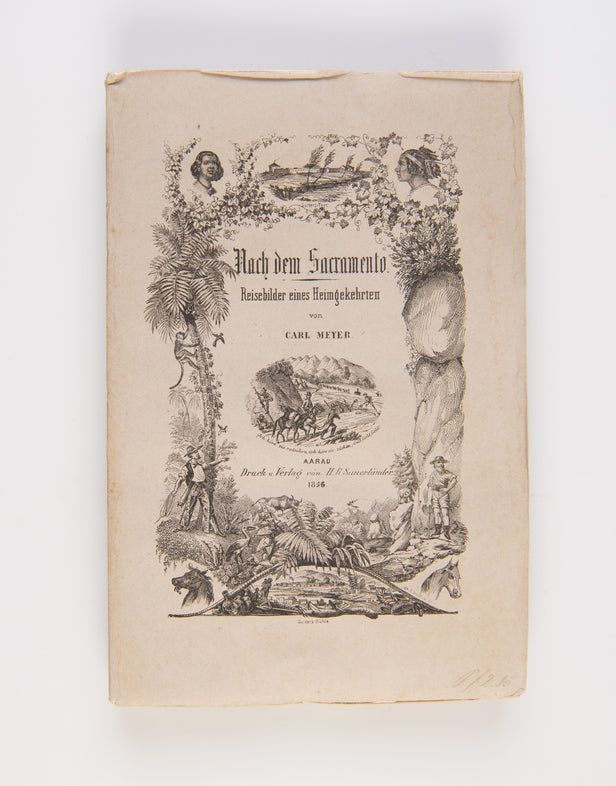 Nach dem Sacramento.
Reisebilder eines Heimgekehrten
von
CARL MEYER.
AARAU
Druck u. Verlag von H. R. Sauerländer.
1856